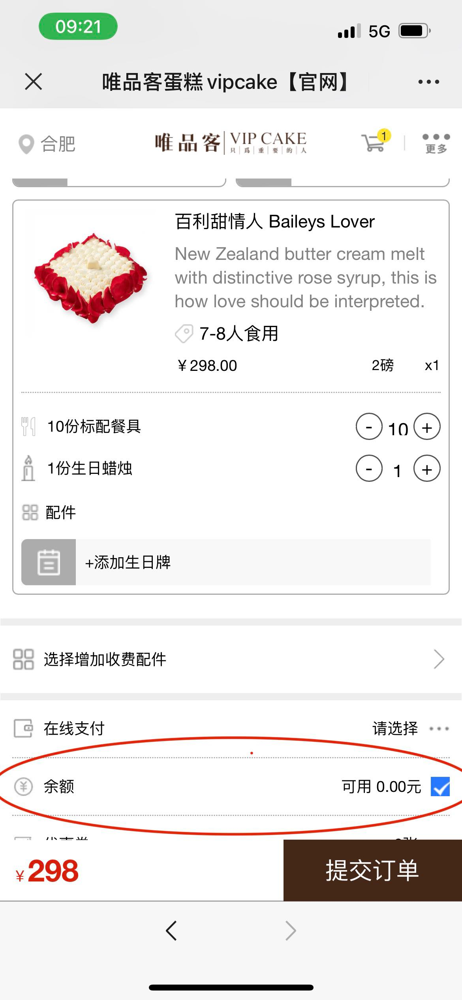 09:21
5G
唯品客蛋糕 vipcake【官网】
合肥
唯品客
VIP CAKE
只爲重要的人
1
更多
百利甜情人 Baileys Lover
New Zealand butter cream melt
with distinctive rose syrup, this is
how love should be interpreted.
7-8人食用
¥298.00 2磅 x1
10份标配餐具 - 10 +
1份生日蜡烛 - 1 +
配件
+添加生日牌
选择增加收费配件
在线支付 请选择
余额 可用 0.00元
¥298
提交订单